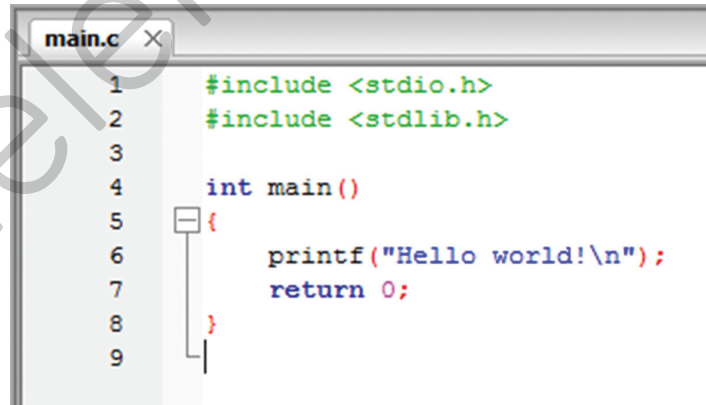 main.c ×
1 #include <stdio.h>
2 #include <stdlib.h>
3
4 int main()
5 {
6     printf("Hello world!\n");
7     return 0;
8 }
9